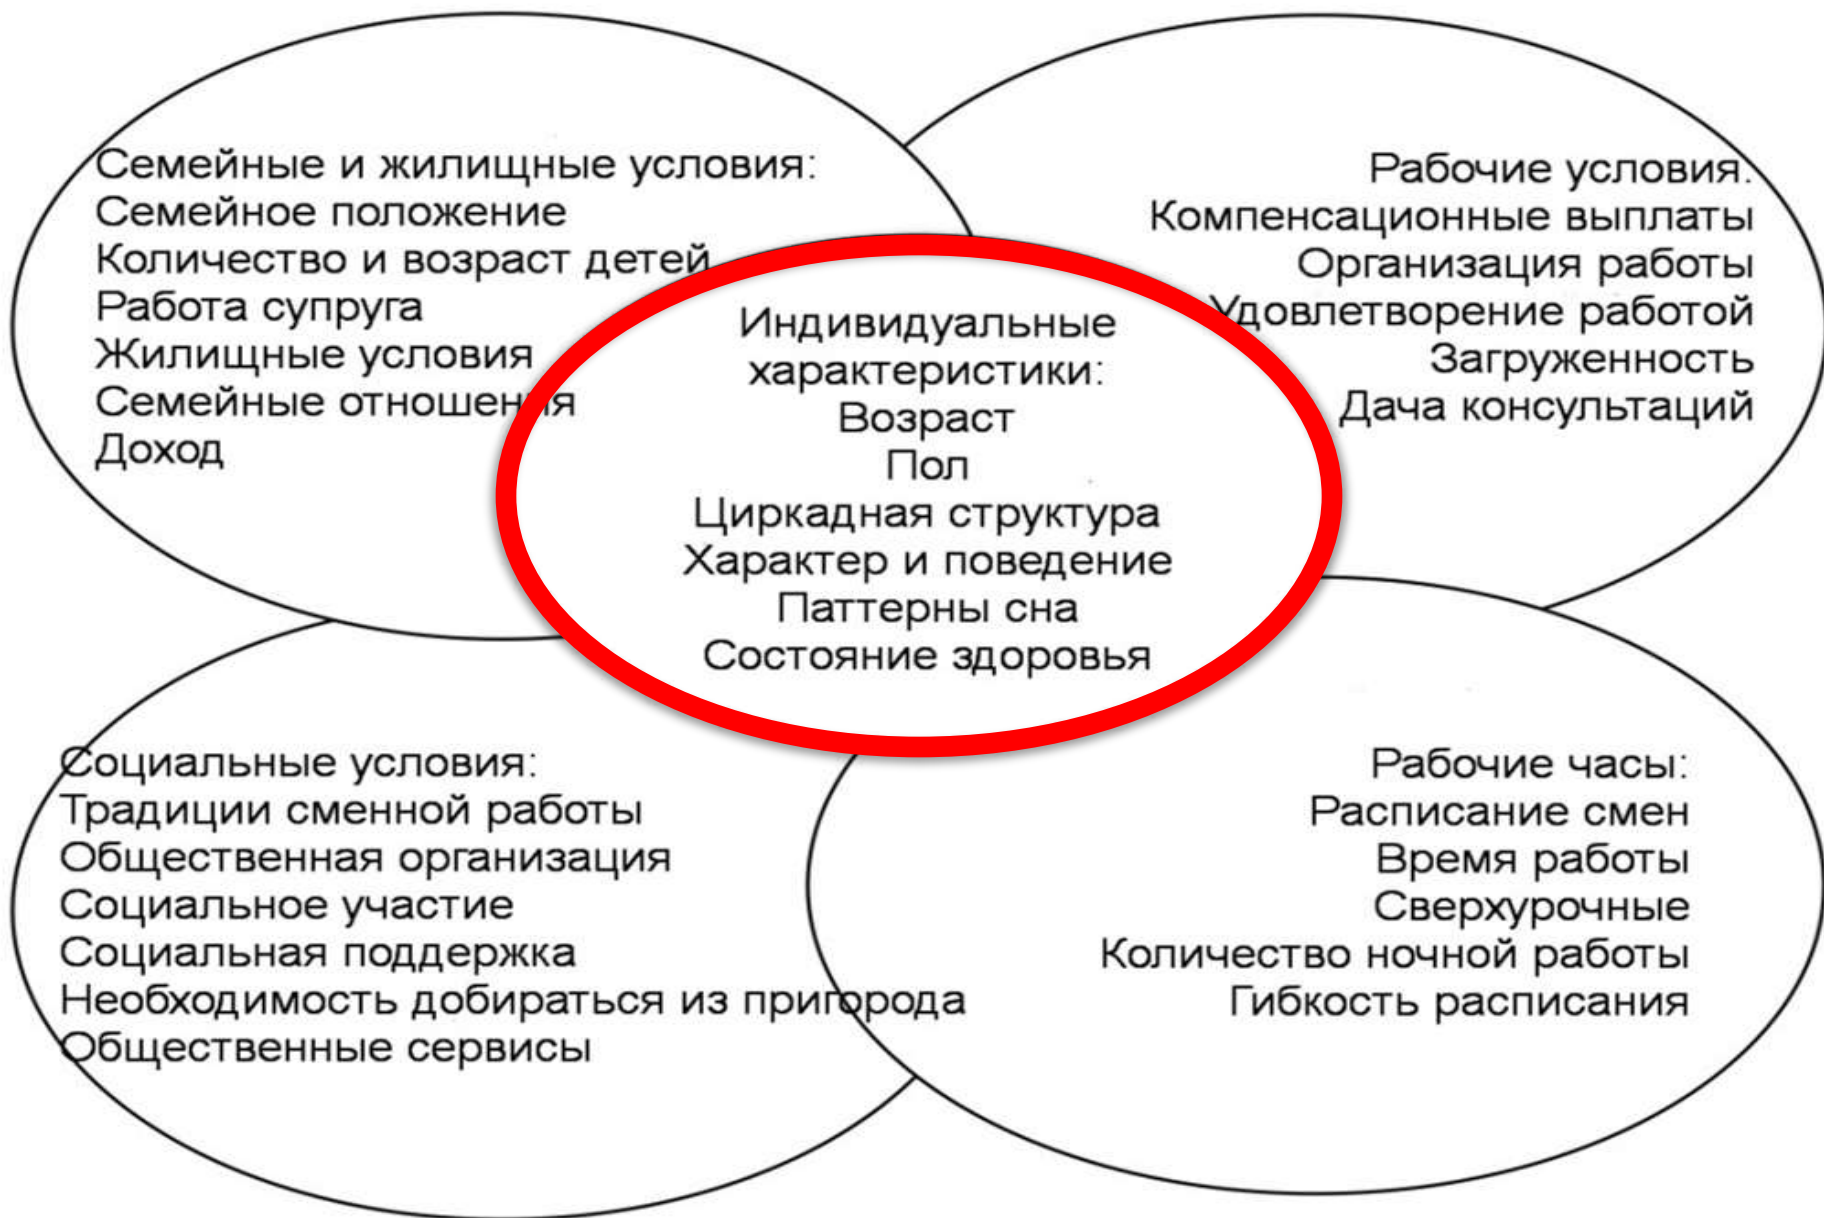 Семейные и жилищные условия:
Семейное положение
Количество и возраст детей
Работа супруга
Жилищные условия
Семейные отношения
Доход
Рабочие условия:
Компенсационные выплаты
Организация работы
Удовлетворение работой
Загруженность
Дача консультаций
Индивидуальные
характеристики:
Возраст
Пол
Циркадная структура
Характер и поведение
Паттерны сна
Состояние здоровья
Социальные условия:
Традиции сменной работы
Общественная организация
Социальное участие
Социальная поддержка
Необходимость добираться из пригорода
Общественные сервисы
Рабочие часы:
Расписание смен
Время работы
Сверхурочные
Количество ночной работы
Гибкость расписания